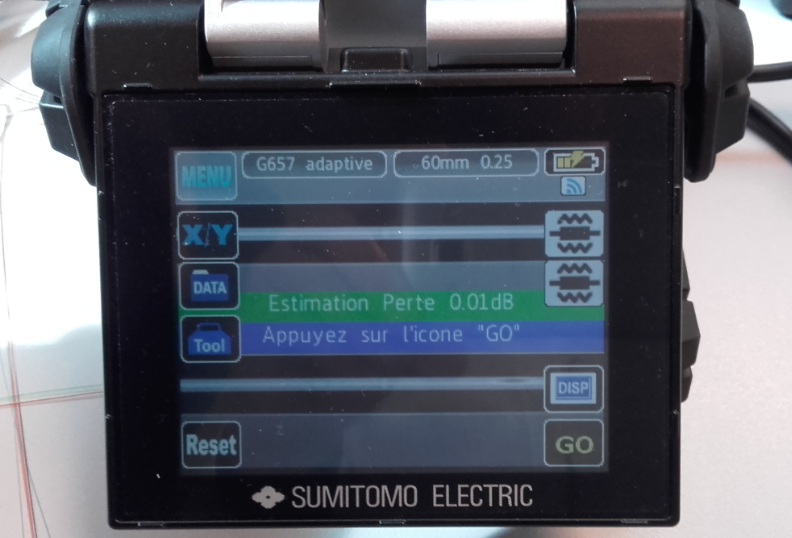 MENU
G657 adaptive
60mm 0.25
X/Y
DATA
Estimation Perte 0.01dB
Appuyez sur l'icone "GO"
Tool
DISP
Reset
GO
SUMITOMO ELECTRIC